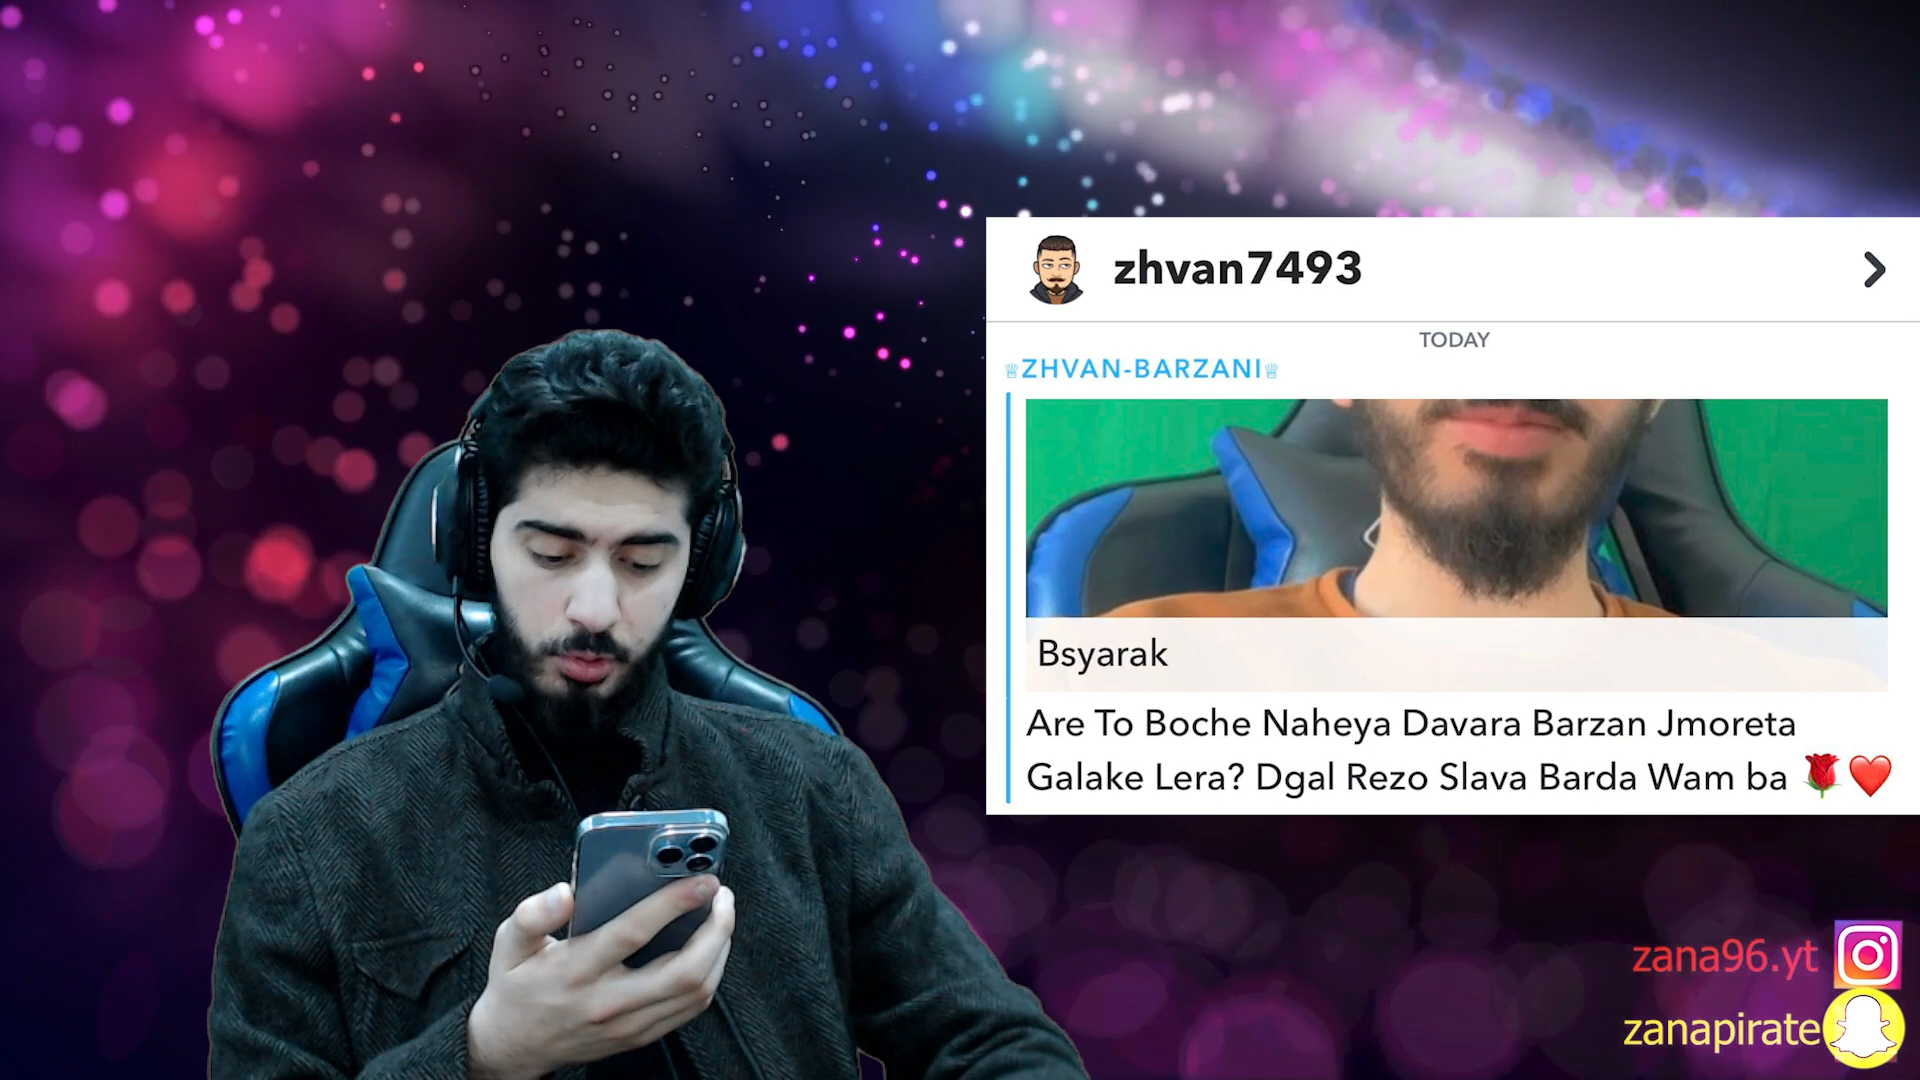 zhvan7493
TODAY
♕ZHVAN-BARZANI♕
Bsyarak
Are To Boche Naheya Davara Barzan Jmoreta
Galake Lera? Dgal Rezo Slava Barda Wam ba 🌹❤️
zana96.yt
zanapirate